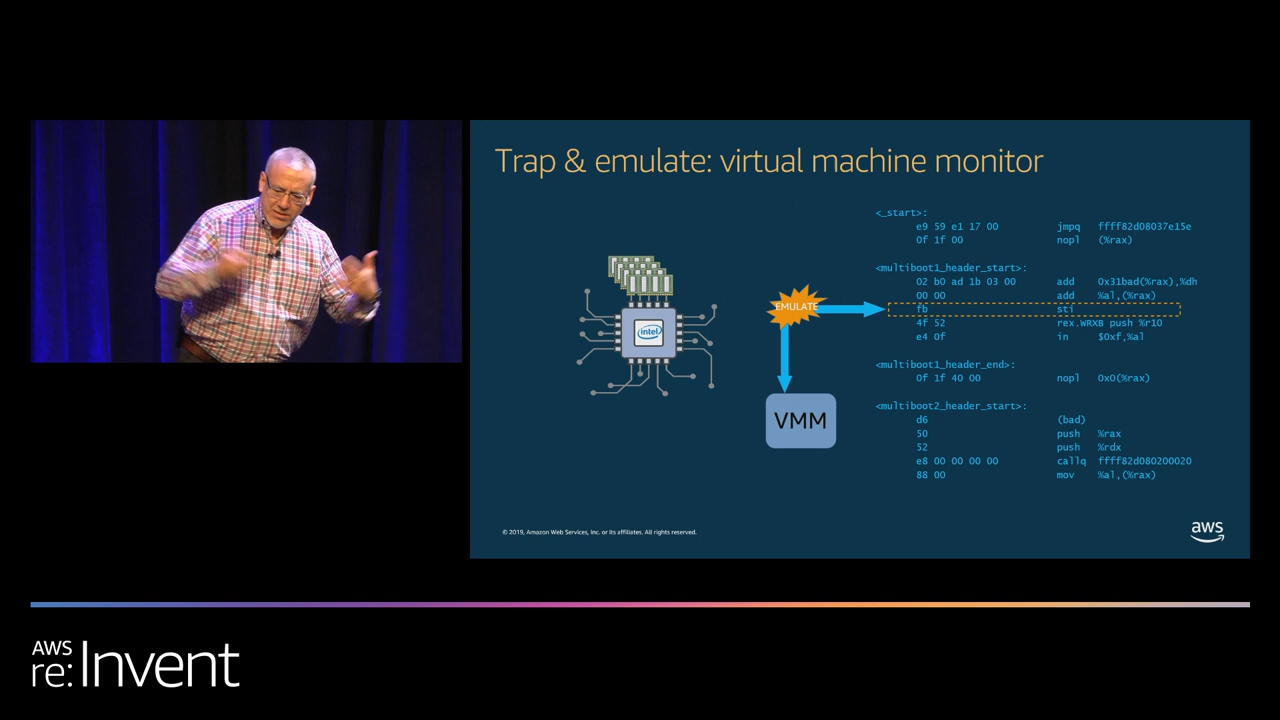 Trap & emulate: virtual machine monitor
<_start>:
e9 59 e1 17 00 jmpq ffff82d08037e15e
0f 1f 00 nopl (%rax)
<multiboot1_header_start>:
02 b0 ad 1b 03 00 add 0x31bad(%rax),%dh
00 00 add %al,(%rax)
fb sti
4f 52 rex.WRXB push %r10
e4 0f in $0xf,%al
<multiboot1_header_end>:
0f 1f 40 00 nopl 0x0(%rax)
<multiboot2_header_start>:
d6 (bad)
50 push %rax
52 push %rdx
e8 00 00 00 00 callq ffff82d080200020
88 00 mov %al,(%rax)
EMULATE
intel
VMM
© 2019, Amazon Web Services, Inc. or its affiliates. All rights reserved.
aws
AWS
re:Invent